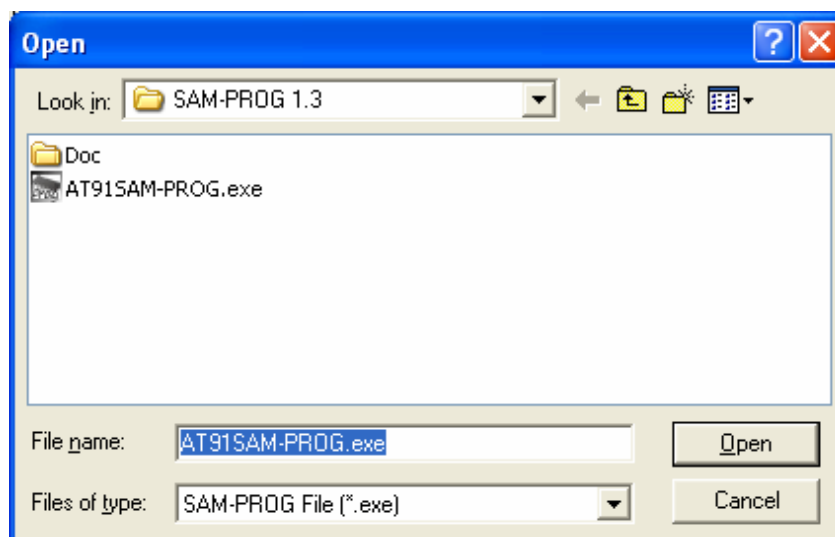 Open
Look in: SAM-PROG 1.3
Doc
AT91SAM-PROG.exe
File name: AT91SAM-PROG.exe Open
Files of type: SAM-PROG File (*.exe) Cancel